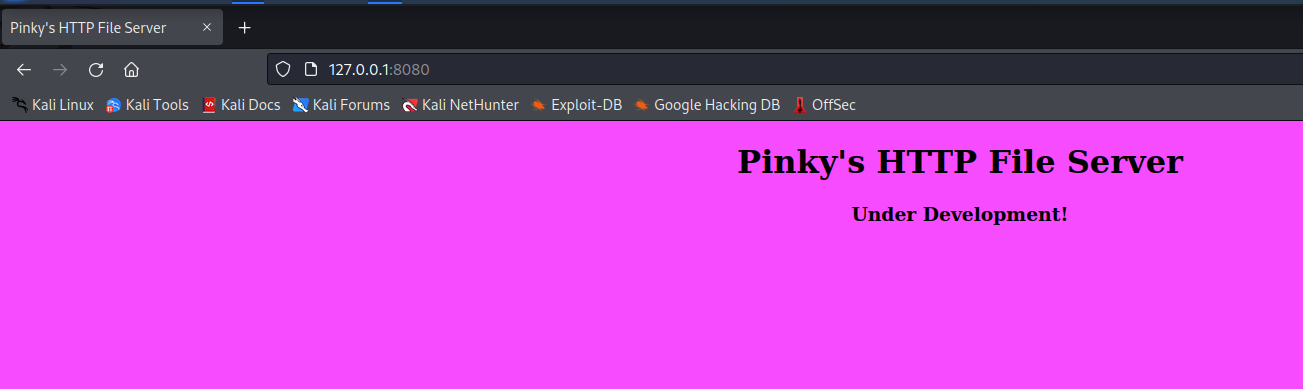 Pinky's HTTP File Server
127.0.0.1:8080
Kali Linux Kali Tools Kali Docs Kali Forums Kali NetHunter Exploit-DB Google Hacking DB OffSec
Pinky's HTTP File Server
Under Development!